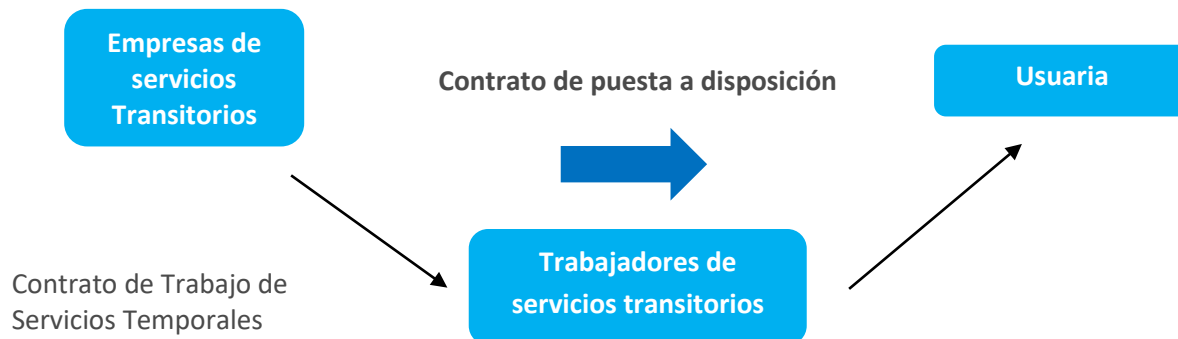 Empresas de
servicios
Transitorios
Contrato de puesta a disposición
Usuaria
Trabajadores de
servicios transitorios
Contrato de Trabajo de
Servicios Temporales